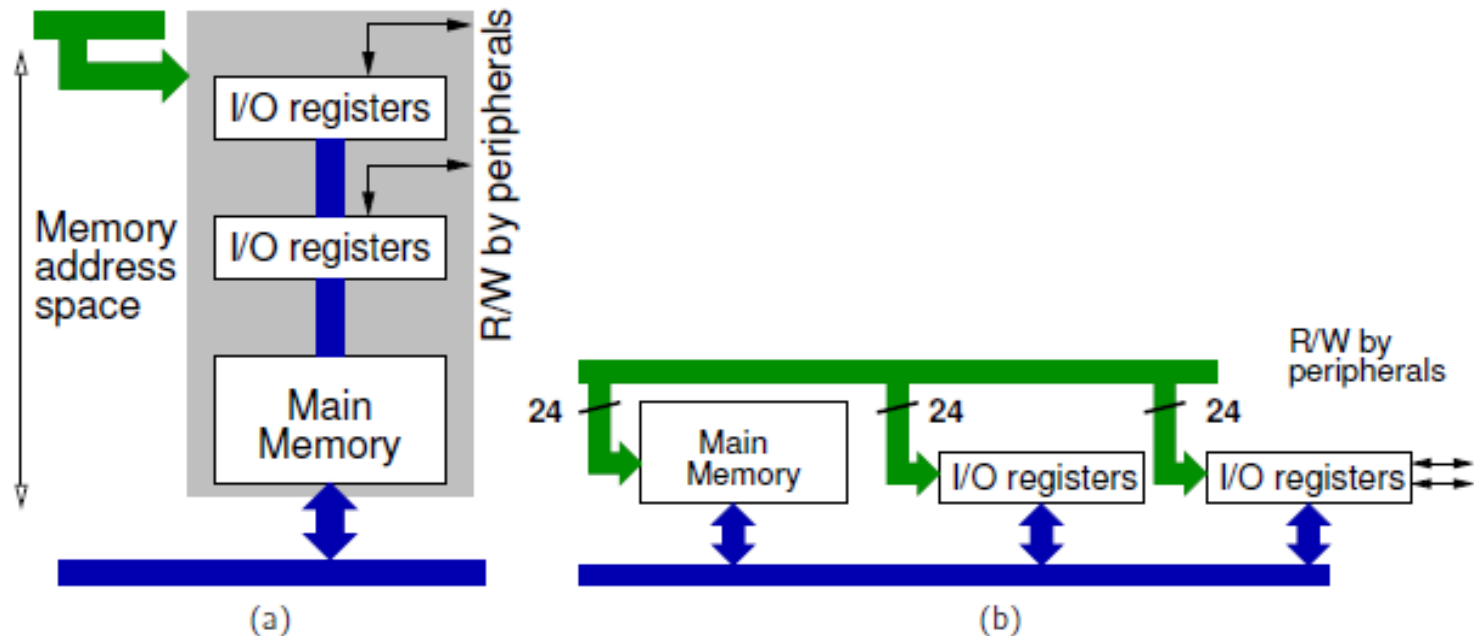 I/O registers
R/W by peripherals
I/O registers
Memory
address
space
Main
Memory
(a)
R/W by
peripherals
24
24
24
Main
Memory
I/O registers
I/O registers
(b)